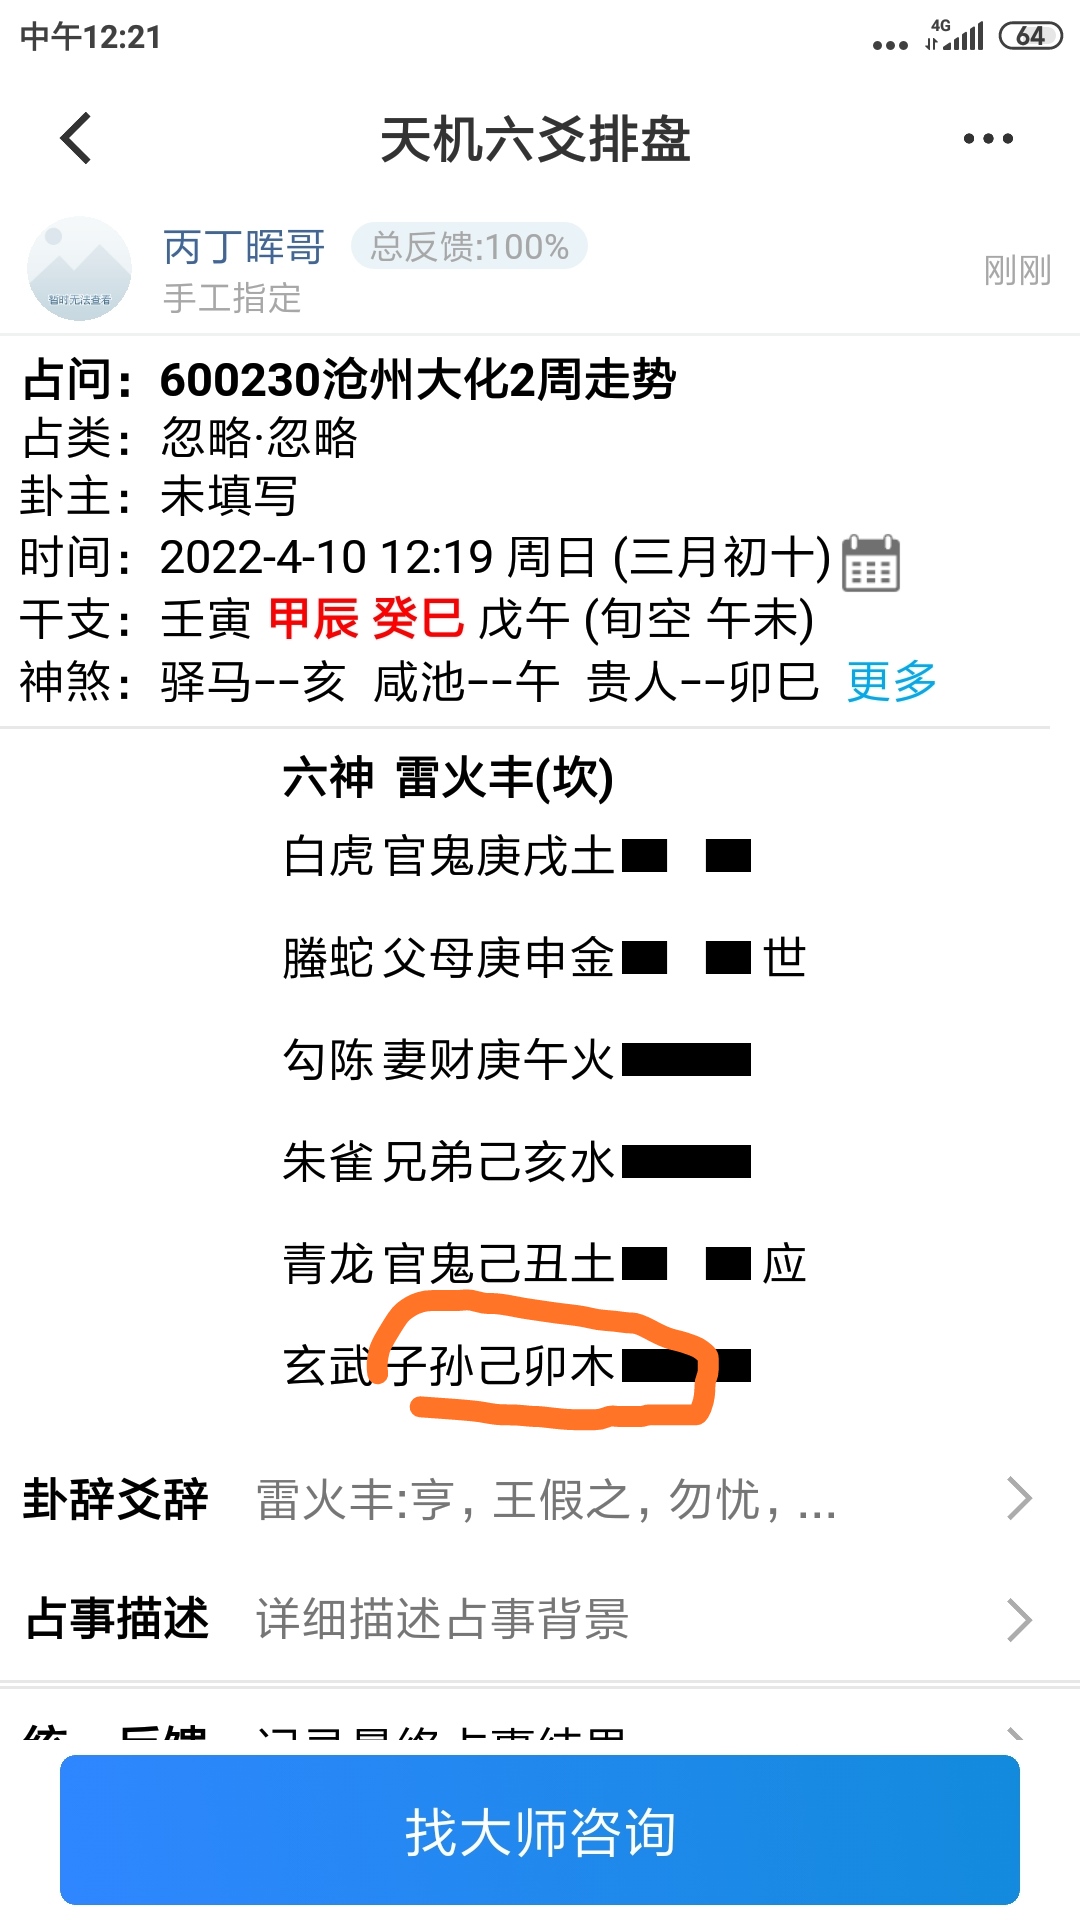 中午12:21
4G 64
天机六爻排盘
丙丁晖哥 总反馈:100%
刚刚
手工指定
暂时无法查看
占问：600230沧州大化2周走势
占类：忽略·忽略
卦主：未填写
时间：2022-4-10 12:19 周日 (三月初十)
干支：壬寅 甲辰 癸巳 戊午 (旬空 午未)
神煞：驿马--亥 咸池--午 贵人--卯巳 更多
六神 雷火丰(坎)
白虎 官鬼庚戌土
螣蛇 父母庚申金 世
勾陈 妻财庚午火
朱雀 兄弟己亥水
青龙 官鬼己丑土 应
玄武 子孙己卯木
卦辞爻辞 雷火丰:亨，王假之，勿忧，...
占事描述 详细描述占事背景
找大师咨询